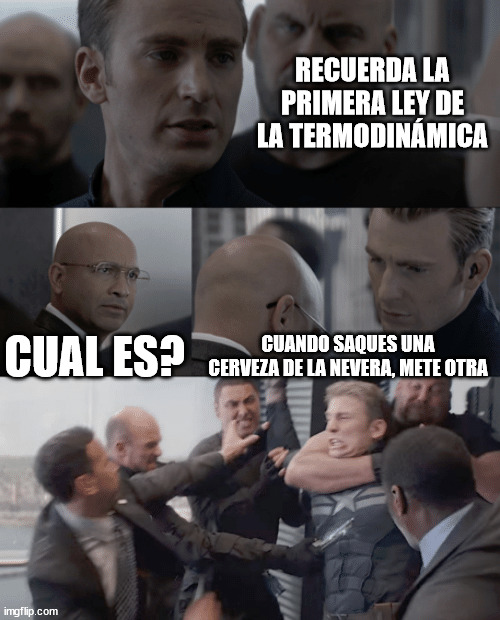 RECUERDA LA
PRIMERA LEY DE
LA TERMODINÁMICA
CUAL ES?
CUANDO SAQUES UNA
CERVEZA DE LA NEVERA, METE OTRA
imgflip.com